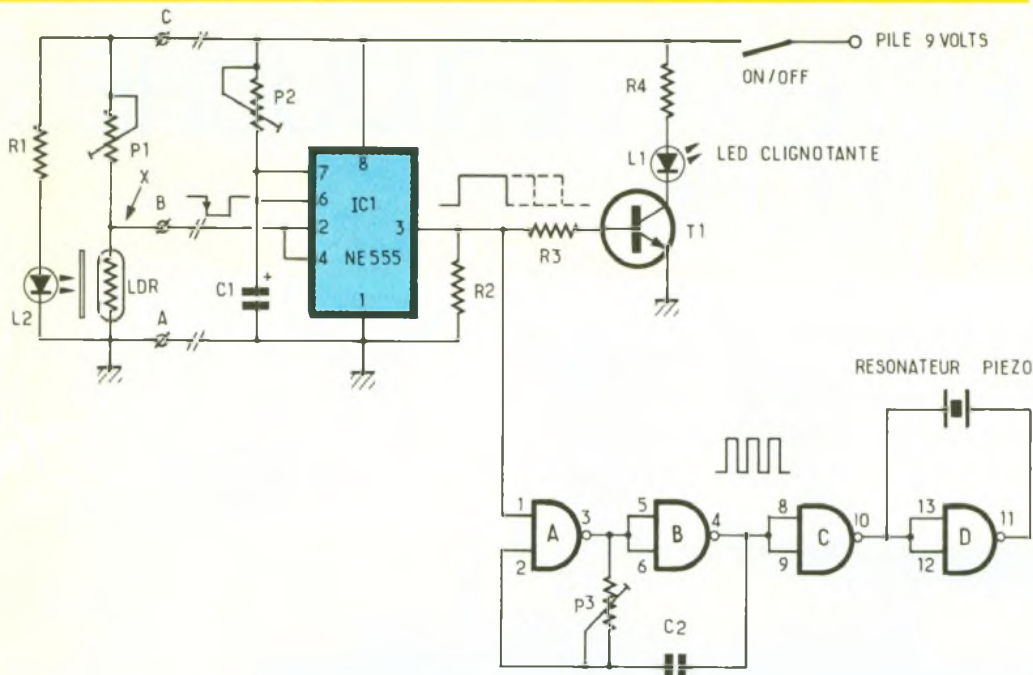 C
PILE 9 VOLTS
ON/OFF
P2
R4
R1
P1
L1
LED CLIGNOTANTE
X
B
8
7
6
2
4
IC1
NE555
3
1
R3
T1
LDR
L2
C1
+
R2
A
RESONATEUR PIEZO
1
2
A
3
5
6
B
4
8
9
C
10
13
12
D
11
P3
C2